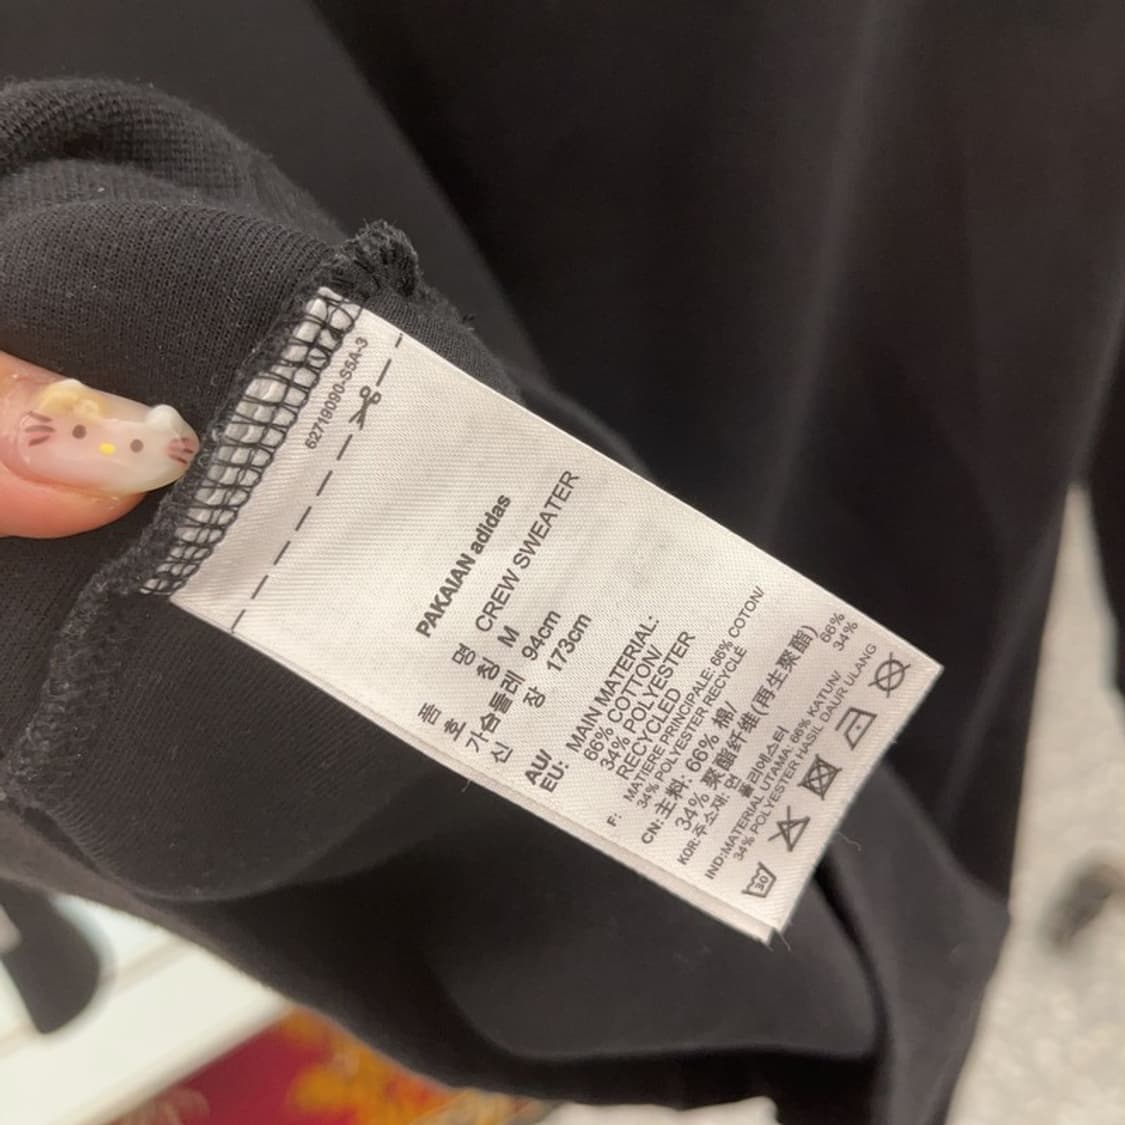 62719090-S5A-3
PAKAIAN adidas
품 명 CREW SWEATER
호 칭 M
가슴둘레 94cm
신 장 173cm
AU/
EU: MAIN MATERIAL:
66% COTTON/
34% POLYESTER
RECYCLED
F: MATIERE PRINCIPALE: 66% COTON/
34% POLYESTER RECYCLÉ
CN: 主料: 66% 棉/
34% 聚酯纤维(再生聚酯)
KOR: 주소재: 면 66%
폴리에스터 34%
IND:MATERIAL UTAMA: 66% KATUN/
34% POLYESTER HASIL DAUR ULANG
30